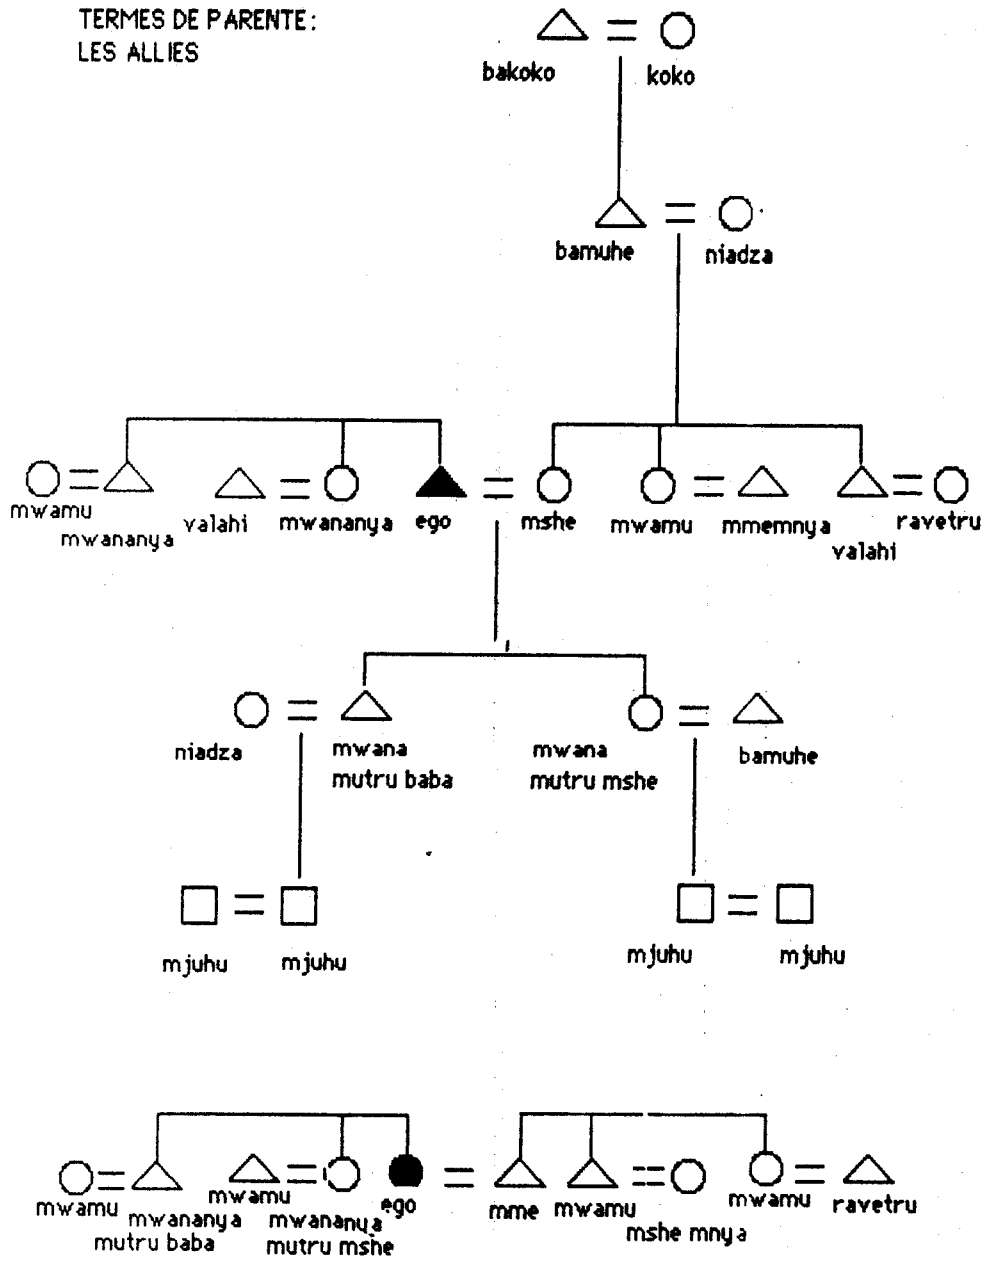 TERMES DE PARENTE:
LES ALLIES
bakoko koko
bamuhe niadza
mwamu mwananya valahi mwananya ego mshe mwamu mmemnya valahi ravetru
niadza mwana mwana bamuhe
mutru baba mutru mshe
mjuhu mjuhu mjuhu mjuhu
mwamu mwananya mwamu mwananya ego mme mwamu mshe mnya mwamu ravetru
mutru baba mutru mshe